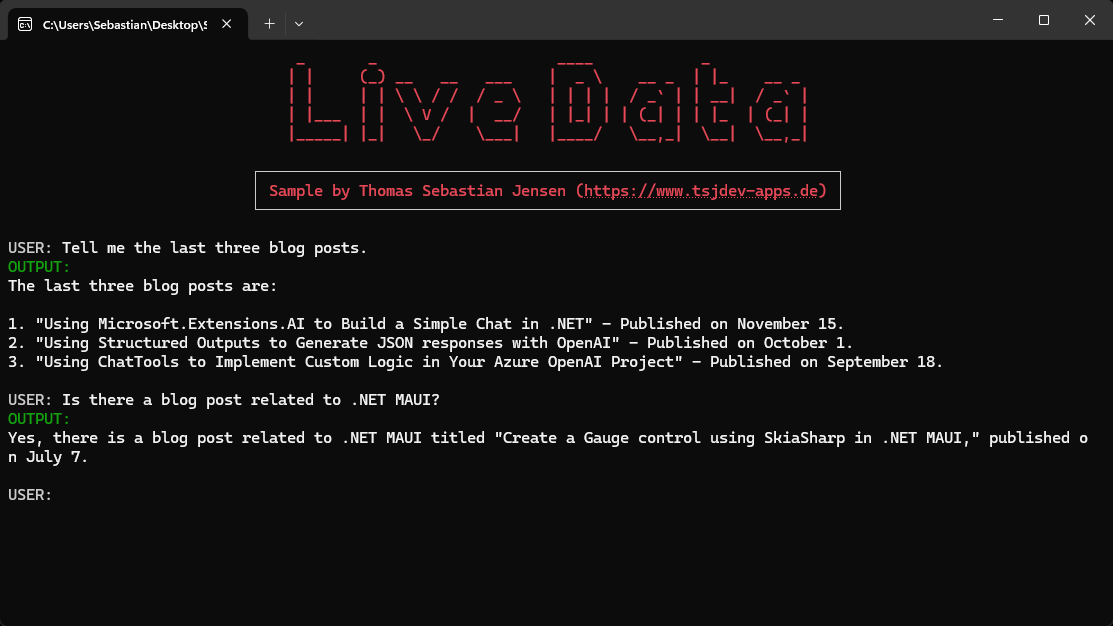 C:\Users\Sebastian\Desktop\S
Live Data
Sample by Thomas Sebastian Jensen (https://www.tsjdev-apps.de)
USER: Tell me the last three blog posts.
OUTPUT:
The last three blog posts are:
1. "Using Microsoft.Extensions.AI to Build a Simple Chat in .NET" - Published on November 15.
2. "Using Structured Outputs to Generate JSON responses with OpenAI" - Published on October 1.
3. "Using ChatTools to Implement Custom Logic in Your Azure OpenAI Project" - Published on September 18.
USER: Is there a blog post related to .NET MAUI?
OUTPUT:
Yes, there is a blog post related to .NET MAUI titled "Create a Gauge control using SkiaSharp in .NET MAUI," published o
n July 7.
USER: